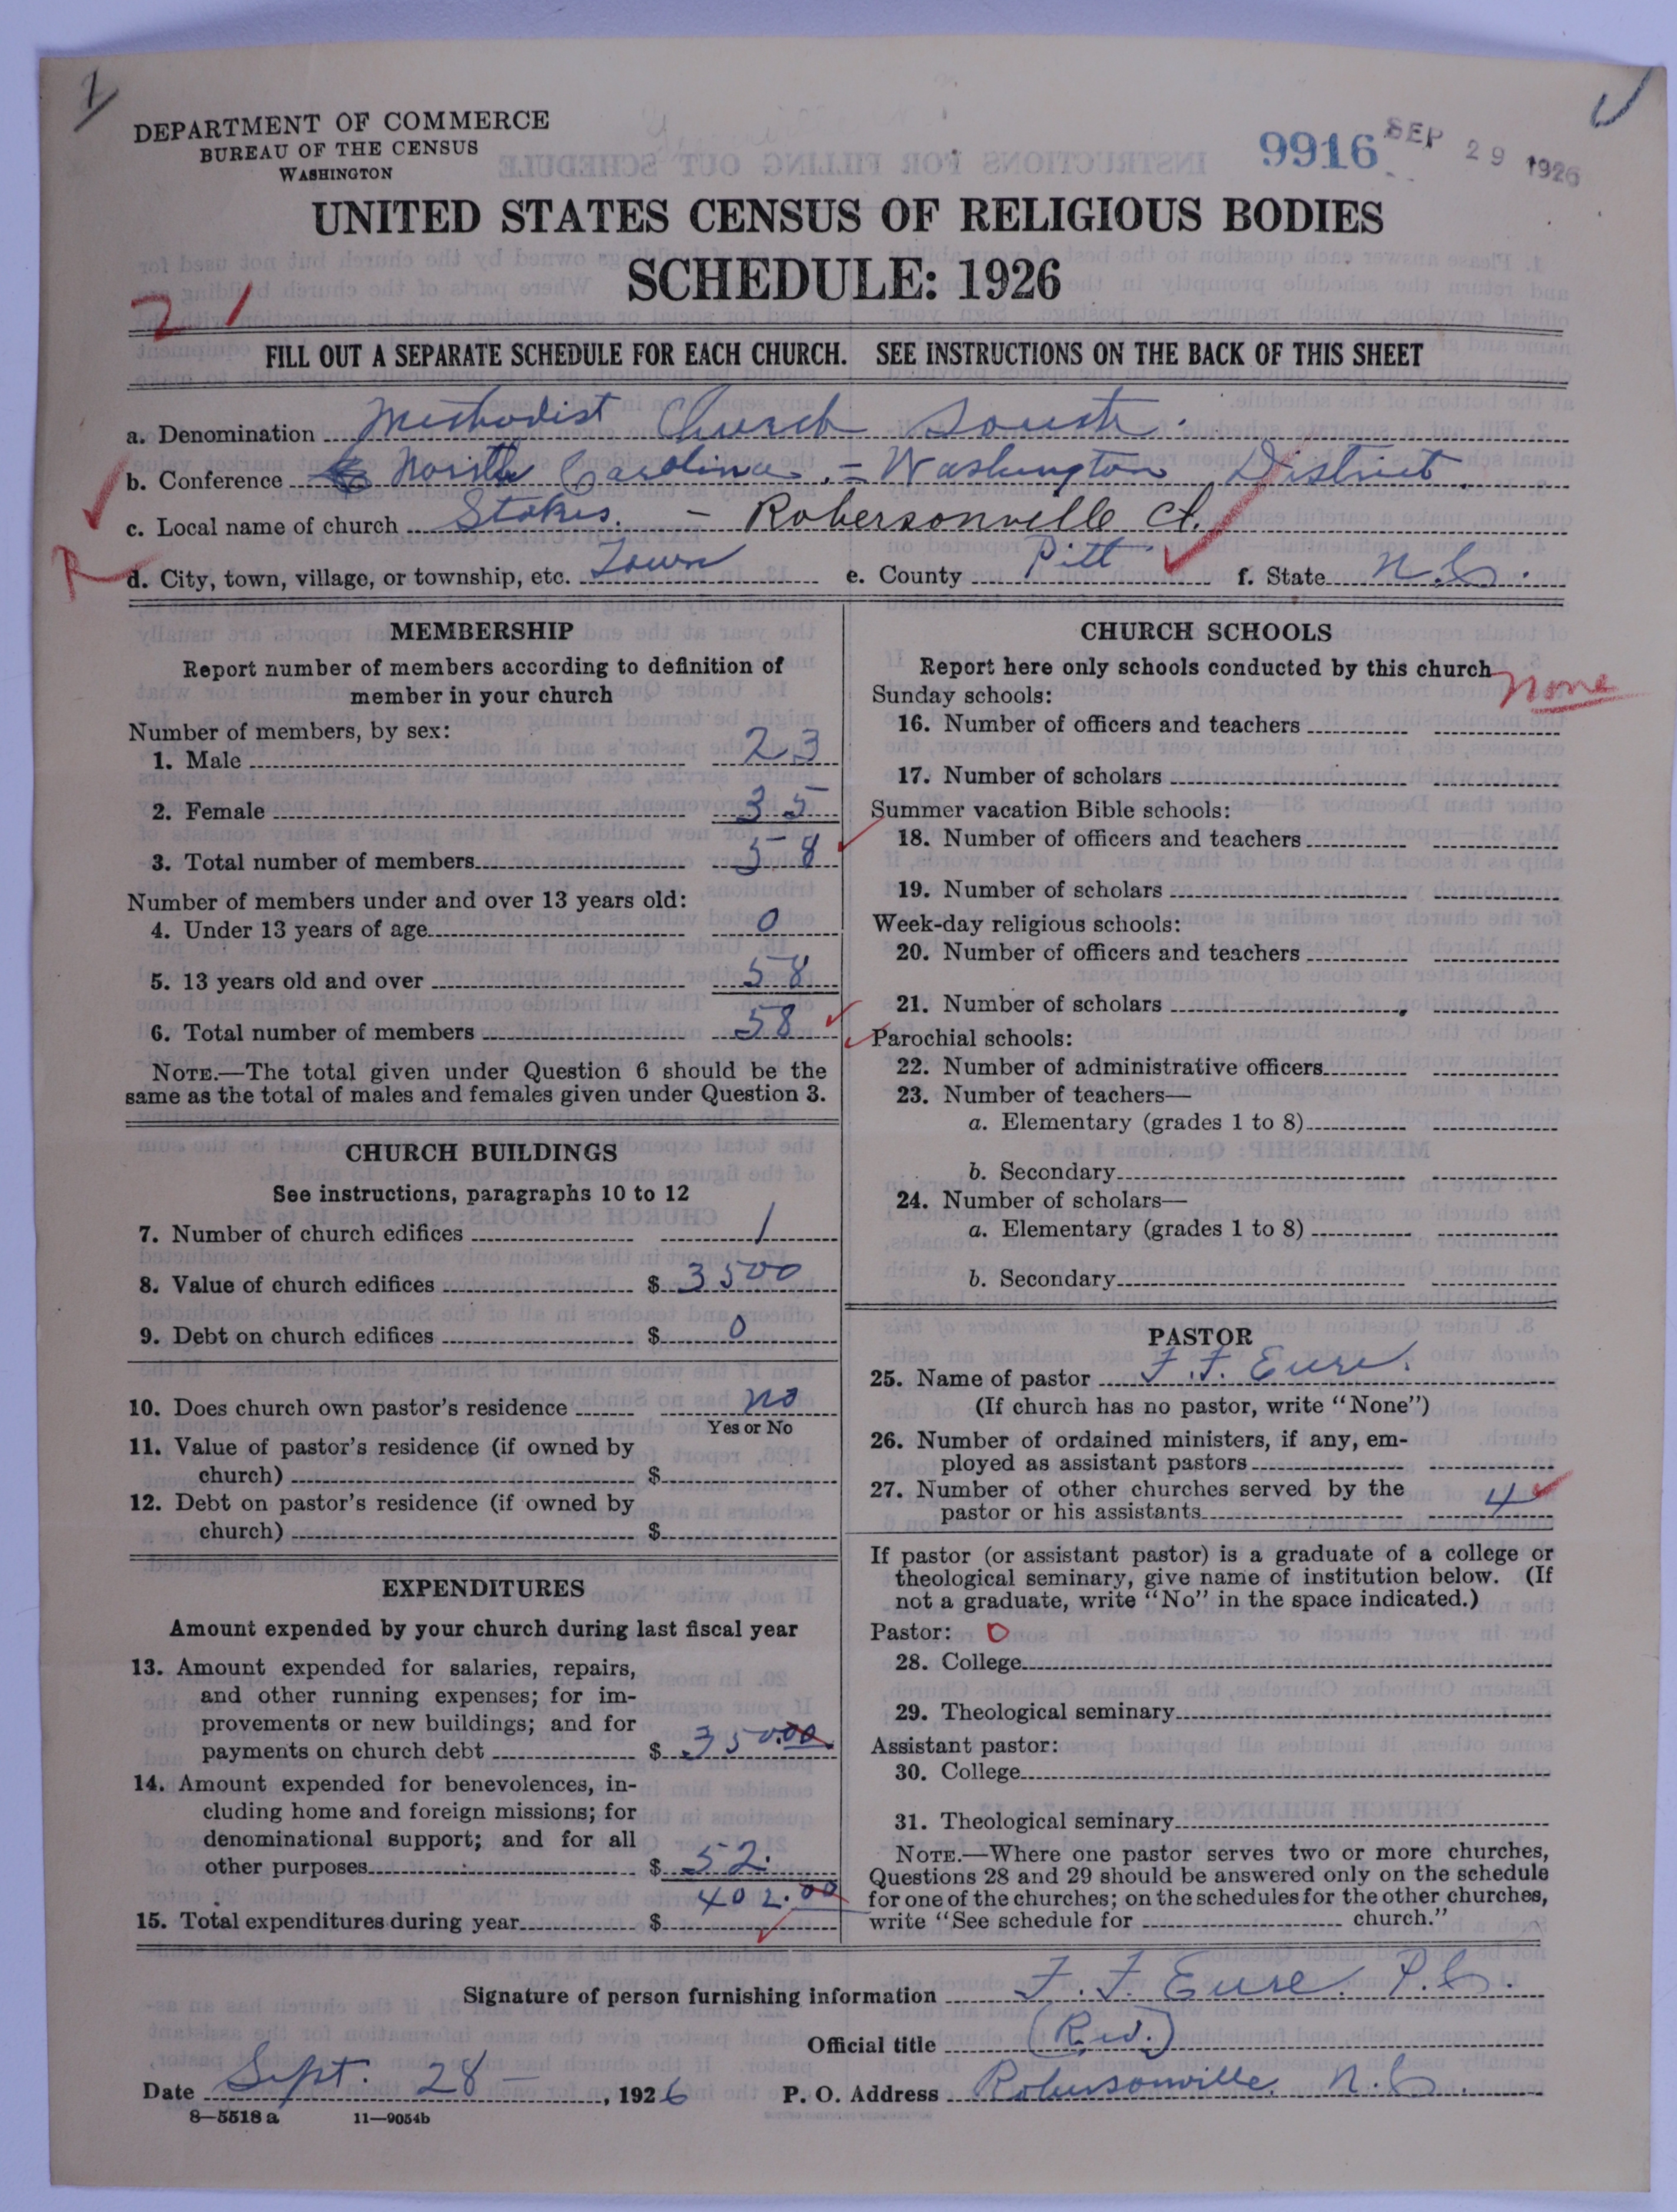 1
DEPARTMENT OF COMMERCE
BUREAU OF THE CENSUS
WASHINGTON
9916
SEP 29 1926
UNITED STATES CENSUS OF RELIGIOUS BODIES
SCHEDULE: 1926
21
FILL OUT A SEPARATE SCHEDULE FOR EACH CHURCH. SEE INSTRUCTIONS ON THE BACK OF THIS SHEET
a. Denomination Methodist Church South.
b. Conference North Carolina, = Washington District.
c. Local name of church Stokes. - Robersonville Ct.
R
d. City, town, village, or township, etc. Town e. County Pitt f. State N.C.
MEMBERSHIP
Report number of members according to definition of
member in your church
Number of members, by sex:
1. Male 23
2. Female 35
3. Total number of members 58
Number of members under and over 13 years old:
4. Under 13 years of age 0
5. 13 years old and over 58
6. Total number of members 58
NOTE.—The total given under Question 6 should be the
same as the total of males and females given under Question 3.
CHURCH BUILDINGS
See instructions, paragraphs 10 to 12
7. Number of church edifices 1
8. Value of church edifices $ 3500
9. Debt on church edifices $ 0
10. Does church own pastor's residence no
Yes or No
11. Value of pastor's residence (if owned by
church) $
12. Debt on pastor's residence (if owned by
church) $
EXPENDITURES
Amount expended by your church during last fiscal year
13. Amount expended for salaries, repairs,
and other running expenses; for im-
provements or new buildings; and for
payments on church debt $ 350.00
14. Amount expended for benevolences, in-
cluding home and foreign missions; for
denominational support; and for all
other purposes $ 52.
402.00
15. Total expenditures during year $
CHURCH SCHOOLS
Report here only schools conducted by this church
none
Sunday schools:
16. Number of officers and teachers
17. Number of scholars
Summer vacation Bible schools:
18. Number of officers and teachers
19. Number of scholars
Week-day religious schools:
20. Number of officers and teachers
21. Number of scholars
Parochial schools:
22. Number of administrative officers
23. Number of teachers—
a. Elementary (grades 1 to 8)
b. Secondary
24. Number of scholars—
a. Elementary (grades 1 to 8)
b. Secondary
PASTOR
25. Name of pastor F. F. Eure.
(If church has no pastor, write "None")
26. Number of ordained ministers, if any, em-
ployed as assistant pastors
27. Number of other churches served by the
pastor or his assistants 4
If pastor (or assistant pastor) is a graduate of a college or
theological seminary, give name of institution below. (If
not a graduate, write "No" in the space indicated.)
Pastor: O
28. College
29. Theological seminary
Assistant pastor:
30. College
31. Theological seminary
NOTE.—Where one pastor serves two or more churches,
Questions 28 and 29 should be answered only on the schedule
for one of the churches; on the schedules for the other churches,
write "See schedule for church."
Signature of person furnishing information F. F. Eure. P.C.
Official title (Rev.)
Date Sept. 28 - , 1926 P. O. Address Robersonville. N.C.
8—5518 a 11—9054b